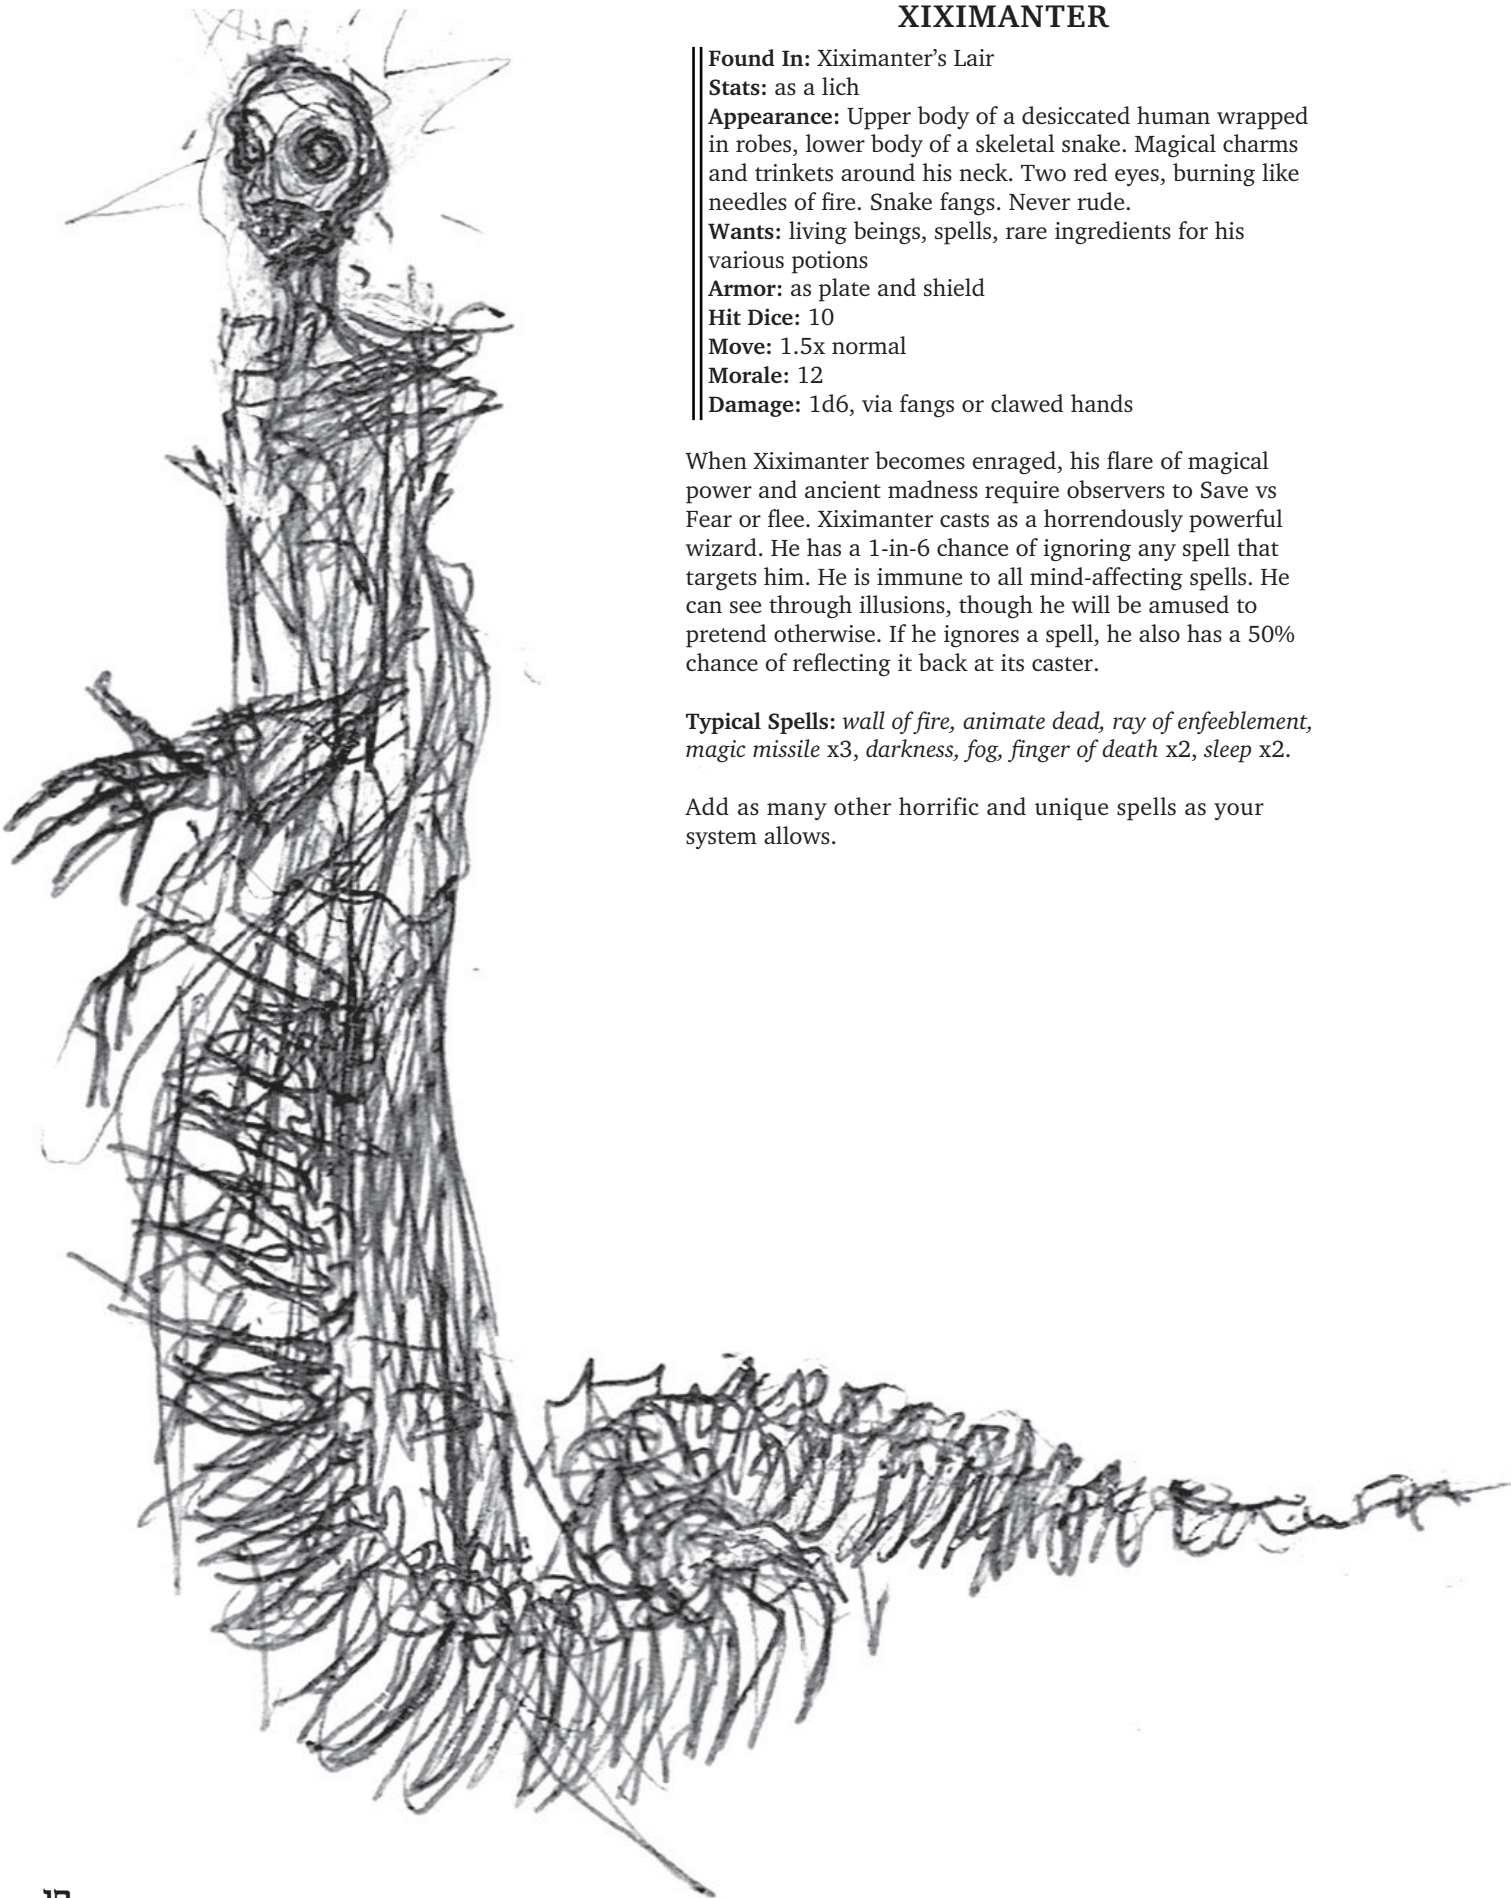 XIXIMANTER
Found In: Xiximanter’s Lair
Stats: as a lich
Appearance: Upper body of a desiccated human wrapped
in robes, lower body of a skeletal snake. Magical charms
and trinkets around his neck. Two red eyes, burning like
needles of fire. Snake fangs. Never rude.
Wants: living beings, spells, rare ingredients for his
various potions
Armor: as plate and shield
Hit Dice: 10
Move: 1.5x normal
Morale: 12
Damage: 1d6, via fangs or clawed hands
When Xiximanter becomes enraged, his flare of magical
power and ancient madness require observers to Save vs
Fear or flee. Xiximanter casts as a horrendously powerful
wizard. He has a 1-in-6 chance of ignoring any spell that
targets him. He is immune to all mind-affecting spells. He
can see through illusions, though he will be amused to
pretend otherwise. If he ignores a spell, he also has a 50%
chance of reflecting it back at its caster.
Typical Spells: wall of fire, animate dead, ray of enfeeblement,
magic missile x3, darkness, fog, finger of death x2, sleep x2.
Add as many other horrific and unique spells as your
system allows.